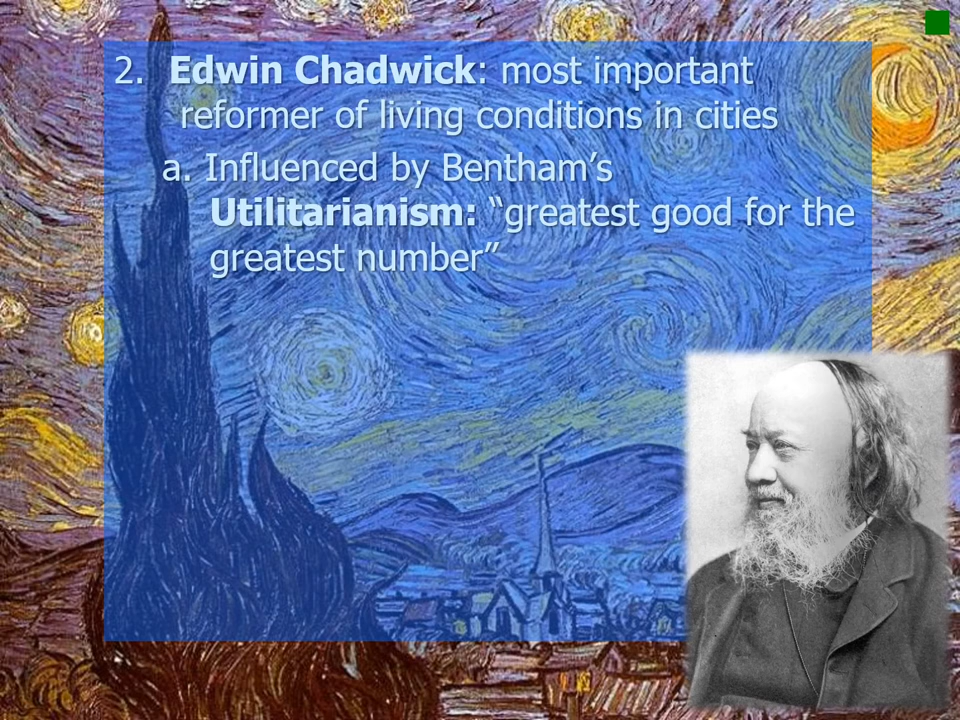 2. Edwin Chadwick: most important
reformer of living conditions in cities
a. Influenced by Bentham’s
Utilitarianism: “greatest good for the
greatest number”